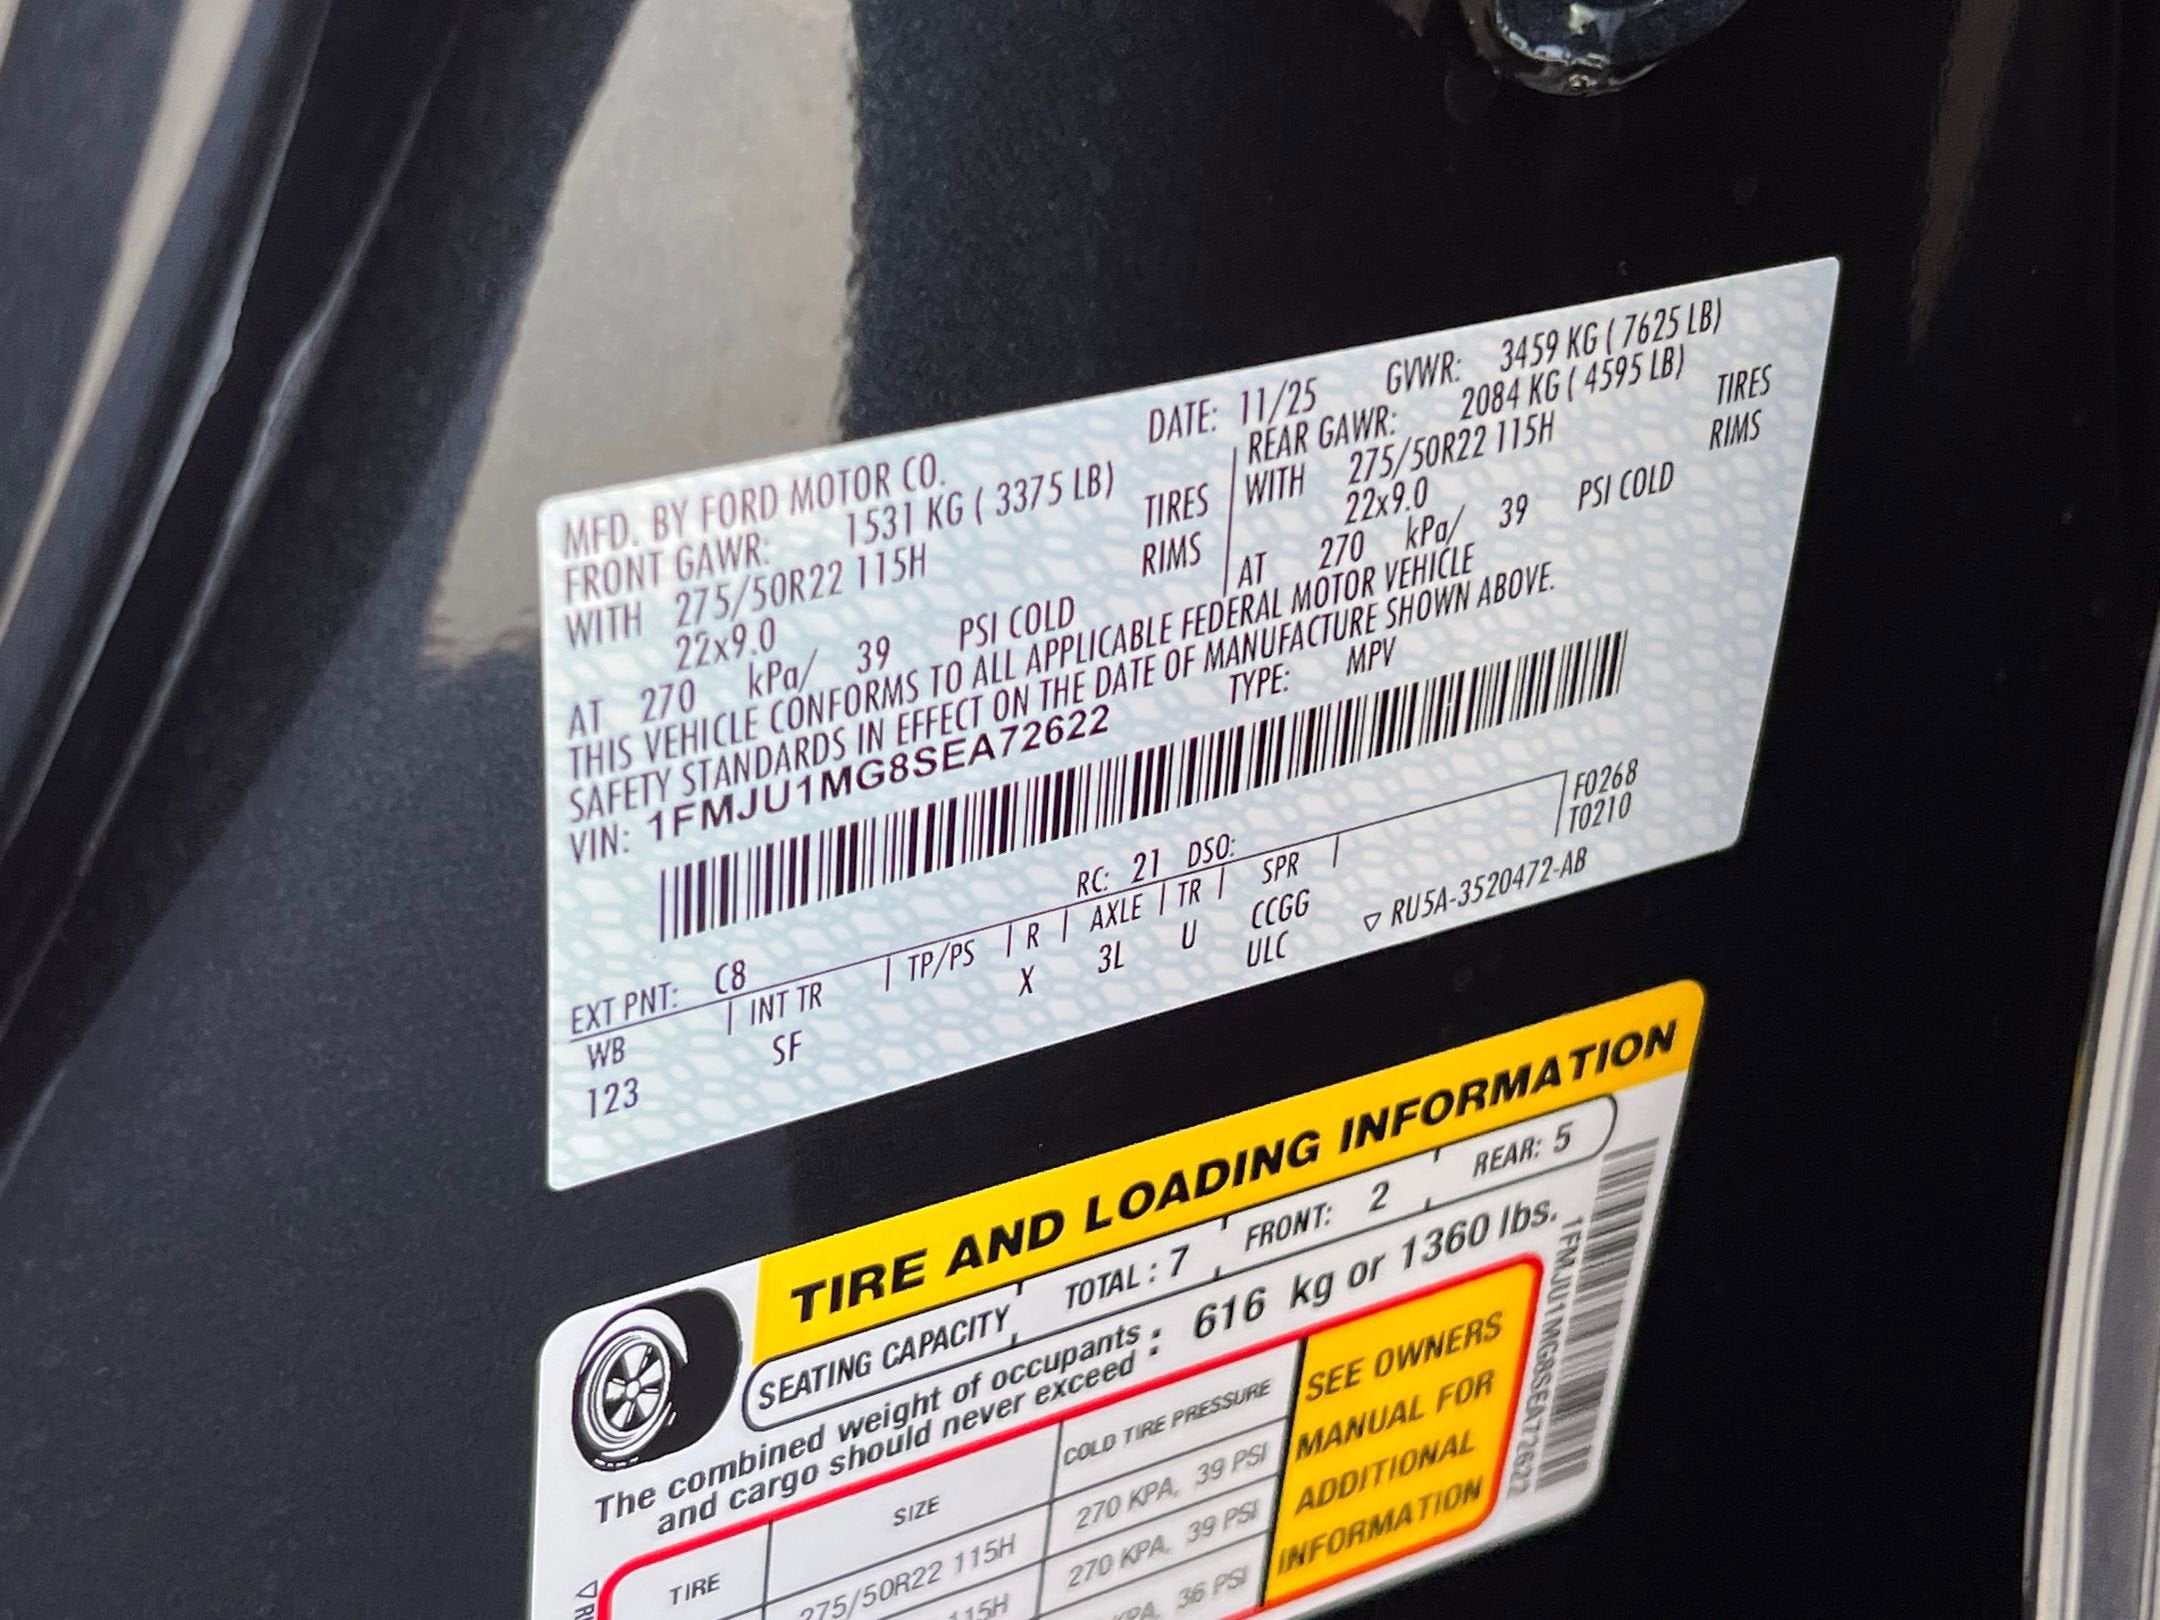 MFD. BY FORD MOTOR CO. DATE: 11/25 GVWR: 3459 KG ( 7625 LB)
FRONT GAWR: 1531 KG ( 3375 LB) REAR GAWR: 2084 KG ( 4595 LB)
WITH 275/50R22 115H TIRES WITH 275/50R22 115H TIRES
22x9.0 RIMS 22x9.0 RIMS
AT 270 kPa/ 39 PSI COLD AT 270 kPa/ 39 PSI COLD
THIS VEHICLE CONFORMS TO ALL APPLICABLE FEDERAL MOTOR VEHICLE
SAFETY STANDARDS IN EFFECT ON THE DATE OF MANUFACTURE SHOWN ABOVE.
VIN: 1FMJU1MG8SEA72622 TYPE: MPV
F0268
T0210
EXT PNT: C8 RC: 21 DSO:
WB INT TR TP/PS R AXLE TR SPR
123 SF X 3L U CCGG
ULC
▽ RU5A-3520472-AB
TIRE AND LOADING INFORMATION
SEATING CAPACITY TOTAL : 7 FRONT: 2 REAR: 5
The combined weight of occupants
and cargo should never exceed : 616 kg or 1360 lbs.
TIRE SIZE COLD TIRE PRESSURE
275/50R22 115H 270 KPA, 39 PSI
115H 270 KPA, 39 PSI
KPA, 36 PSI
SEE OWNERS
MANUAL FOR
ADDITIONAL
INFORMATION
1FMJU1MG8SEA72622